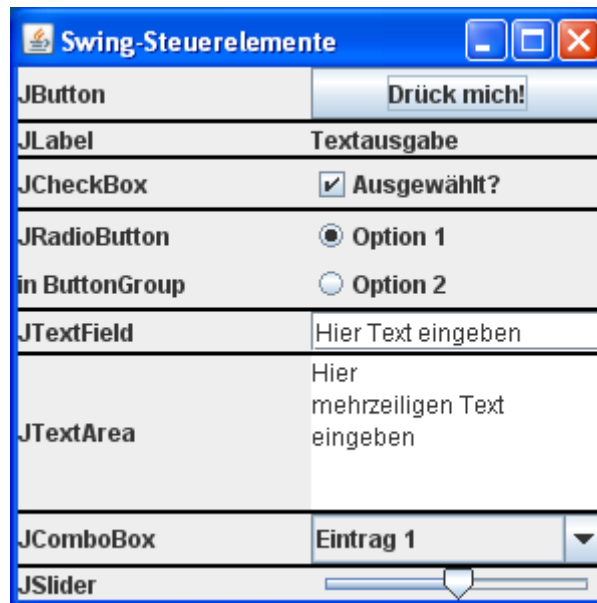 Swing-Steuerelemente
JButton Drück mich!
JLabel Textausgabe
JCheckBox Ausgewählt?
JRadioButton Option 1
in ButtonGroup Option 2
JTextField Hier Text eingeben
JTextArea Hier
mehrzeiligen Text
eingeben
JComboBox Eintrag 1
JSlider